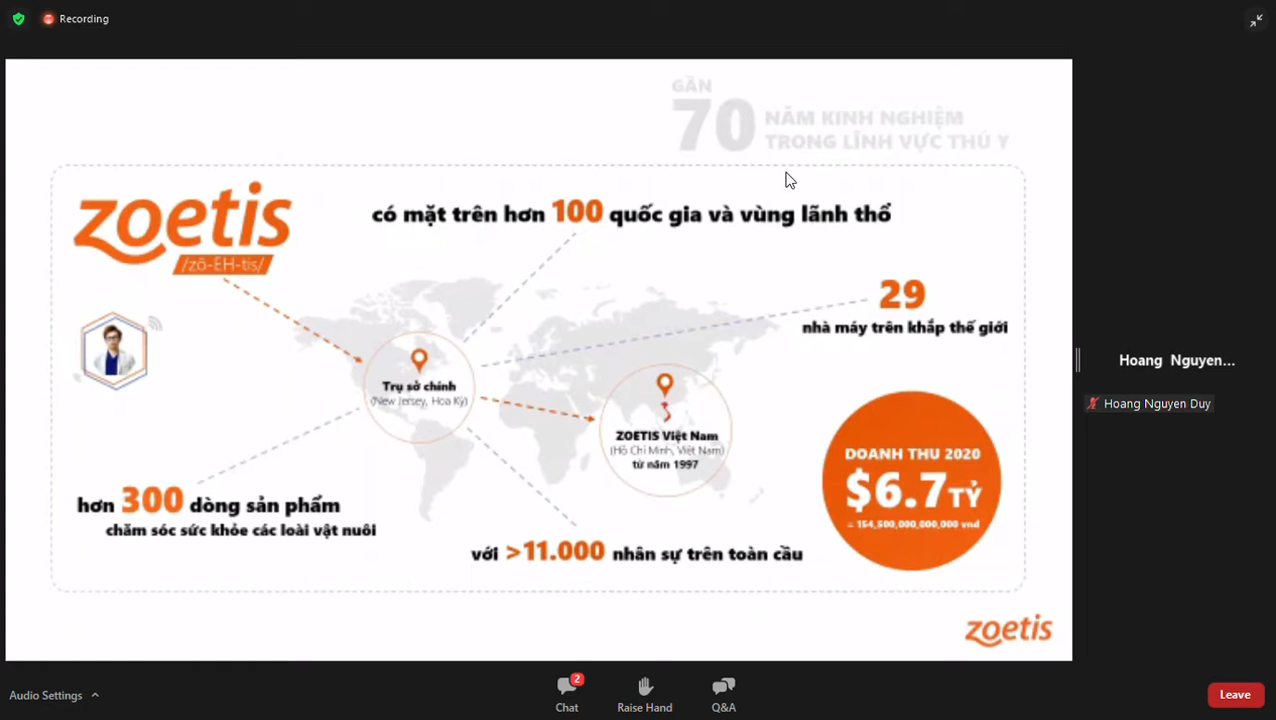 Recording
GẦN
70 NĂM KINH NGHIỆM
TRONG LĨNH VỰC THÚ Y
zoetis
/zō-EH-tis/
có mặt trên hơn 100 quốc gia và vùng lãnh thổ
29
nhà máy trên khắp thế giới
Trụ sở chính
(New Jersey, Hoa Kỳ)
ZOETIS Việt Nam
(Hồ Chí Minh, Việt Nam)
từ năm 1997
DOANH THU 2020
$6.7 TỶ
= 154,500,000,000,000 vnd
hơn 300 dòng sản phẩm
chăm sóc sức khỏe các loài vật nuôi
với >11.000 nhân sự trên toàn cầu
zoetis
Hoang Nguyen...
Hoang Nguyen Duy
Audio Settings
2
Chat
Raise Hand
Q&A
Leave